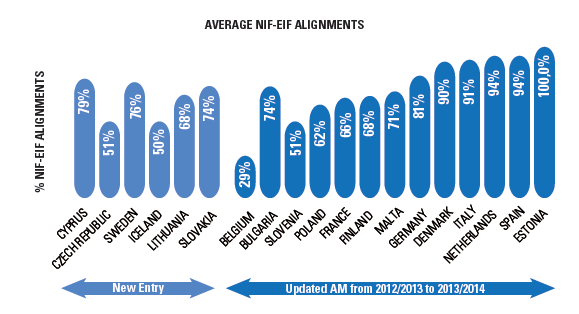 AVERAGE NIF-EIF ALIGNMENTS
% NIF-EIF ALIGNMENTS
79%
51%
76%
50%
68%
74%
29%
74%
51%
62%
66%
68%
71%
81%
90%
91%
94%
94%
100,0%
CYPRUS
CZECH REPUBLIC
SWEDEN
ICELAND
LITHUANIA
SLOVAKIA
BELGIUM
BULGARIA
SLOVENIA
POLAND
FRANCE
FINLAND
MALTA
GERMANY
DENMARK
ITALY
NETHERLANDS
SPAIN
ESTONIA
New Entry
Updated AM from 2012/2013 to 2013/2014